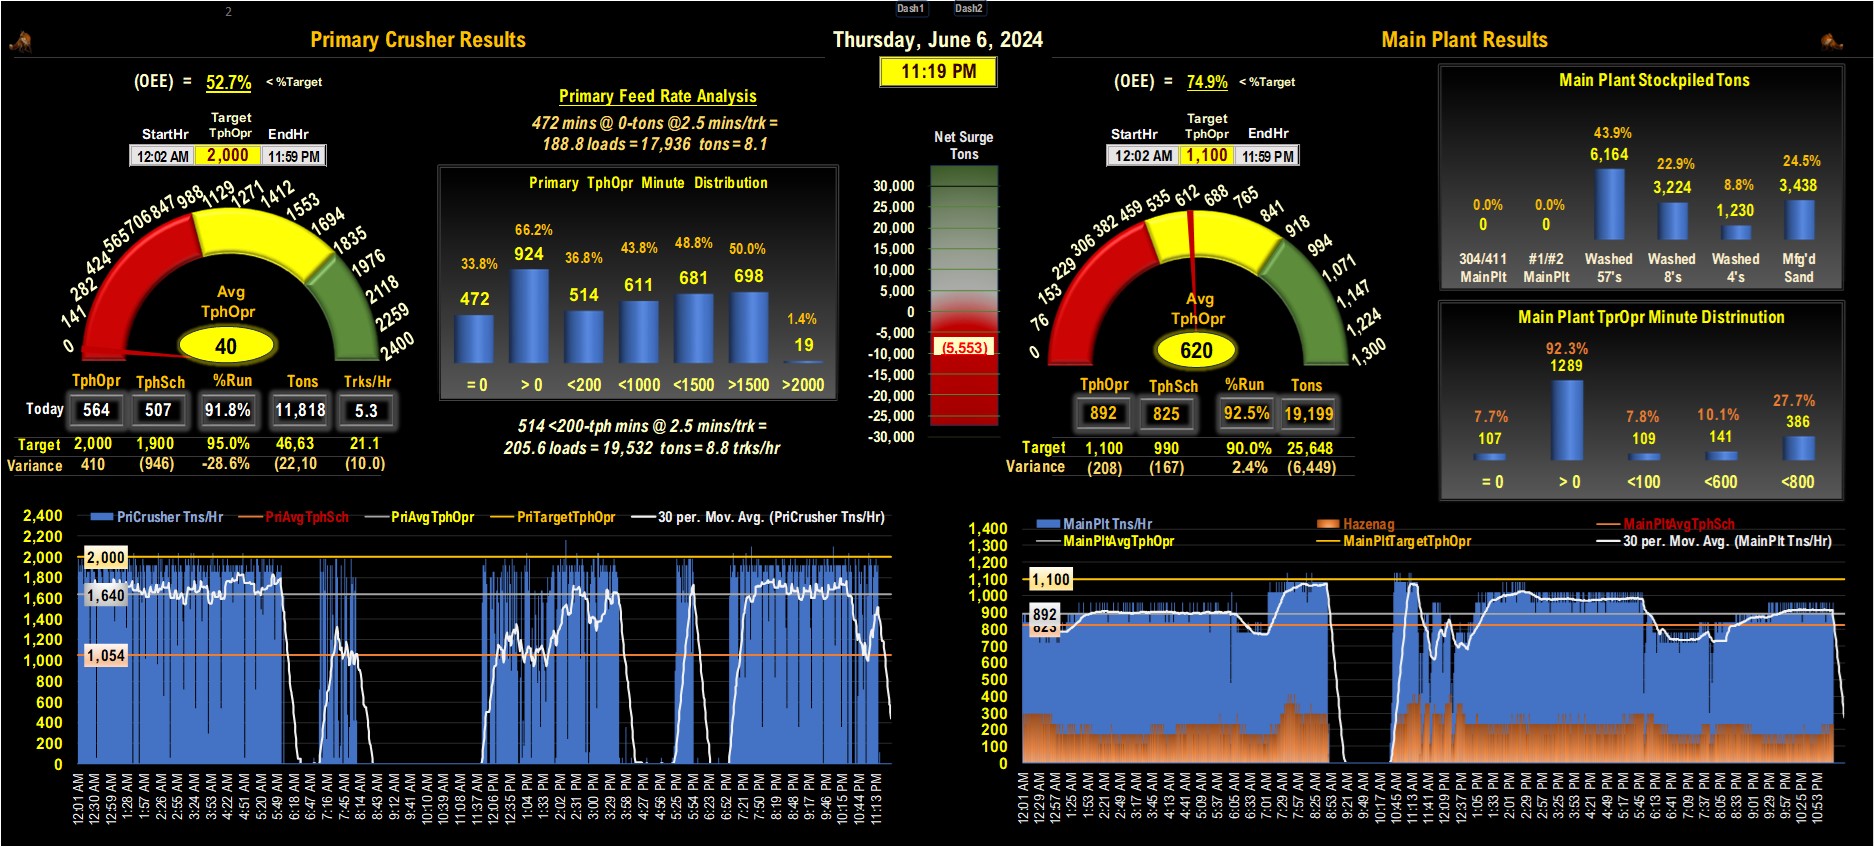 2
Dash1 Dash2
Primary Crusher Results
Thursday, June 6, 2024
Main Plant Results
11:19 PM
(OEE) = 52.7% < %Target
Target
StartHr TphOpr EndHr
12:02 AM 2,000 11:59 PM
0 141 282 424 565 706 847 988 1129 1271 1412 1553 1694 1835 1976 2118 2259 2400
Avg
TphOpr
40
TphOpr TphSch %Run Tons Trks/Hr
Today 564 507 91.8% 11,818 5.3
Target 2,000 1,900 95.0% 46,63 21.1
Variance 410 (946) -28.6% (22,10 (10.0)
Primary Feed Rate Analysis
472 mins @ 0-tons @2.5 mins/trk =
188.8 loads = 17,936 tons = 8.1
Primary TphOpr Minute Distribution
33.8% 66.2% 36.8% 43.8% 48.8% 50.0% 1.4%
472 924 514 611 681 698 19
= 0 > 0 <200 <1000 <1500 >1500 >2000
514 <200-tph mins @ 2.5 mins/trk =
205.6 loads = 19,532 tons = 8.8 trks/hr
Net Surge
Tons
30,000
25,000
20,000
15,000
10,000
5,000
0
-5,000
(5,553)
-10,000
-15,000
-20,000
-25,000
-30,000
(OEE) = 74.9% < %Target
Target
StartHr TphOpr EndHr
12:02 AM 1,100 11:59 PM
0 76 153 229 306 382 459 535 612 688 765 841 918 994 1,071 1,147 1,224 1,300
Avg
TphOpr
620
TphOpr TphSch %Run Tons
892 825 92.5% 19,199
Target 1,100 990 90.0% 25,648
Variance (208) (167) 2.4% (6,449)
Main Plant Stockpiled Tons
0.0% 0.0% 43.9% 22.9% 8.8% 24.5%
0 0 6,164 3,224 1,230 3,438
304/411 #1/#2 Washed Washed Washed Mfg'd
MainPlt MainPlt 57's 8's 4's Sand
Main Plant TprOpr Minute Distrinution
7.7% 92.3% 7.8% 10.1% 27.7%
107 1289 109 141 386
= 0 > 0 <100 <600 <800
PriCrusher Tns/Hr PriAvgTphSch PriAvgTphOpr PriTargetTphOpr 30 per. Mov. Avg. (PriCrusher Tns/Hr)
2,400
2,200
2,000
1,800
1,600
1,400
1,200
1,000
800
600
400
200
0
2,000
1,640
1,054
12:01 AM 12:30 AM 12:59 AM 1:28 AM 1:57 AM 2:26 AM 2:55 AM 3:24 AM 3:53 AM 4:22 AM 4:51 AM 5:20 AM 5:49 AM 6:18 AM 6:47 AM 7:16 AM 7:45 AM 8:14 AM 8:43 AM 9:12 AM 9:41 AM 10:10 AM 10:39 AM 11:08 AM 11:37 AM 12:06 PM 12:35 PM 1:04 PM 1:33 PM 2:02 PM 2:31 PM 3:00 PM 3:29 PM 3:58 PM 4:27 PM 4:56 PM 5:25 PM 5:54 PM 6:23 PM 6:52 PM 7:21 PM 7:50 PM 8:19 PM 8:48 PM 9:17 PM 9:46 PM 10:15 PM 10:44 PM 11:13 PM
MainPlt Tns/Hr Hazenag MainPltAvgTphSch
MainPltAvgTphOpr MainPltTargetTphOpr 30 per. Mov. Avg. (MainPlt Tns/Hr)
1,400
1,300
1,200
1,100
1,000
900
800
700
600
500
400
300
200
100
0
1,100
892
12:01 AM 12:29 AM 12:57 AM 1:25 AM 1:53 AM 2:21 AM 2:49 AM 3:17 AM 3:45 AM 4:13 AM 4:41 AM 5:09 AM 5:37 AM 6:05 AM 6:33 AM 7:01 AM 7:29 AM 7:57 AM 8:25 AM 8:53 AM 9:21 AM 9:49 AM 10:17 AM 10:45 AM 11:13 AM 11:41 AM 12:09 PM 12:37 PM 1:05 PM 1:33 PM 2:01 PM 2:29 PM 2:57 PM 3:25 PM 3:53 PM 4:21 PM 4:49 PM 5:17 PM 5:45 PM 6:13 PM 6:41 PM 7:09 PM 7:37 PM 8:05 PM 8:33 PM 9:01 PM 9:29 PM 9:57 PM 10:25 PM 10:53 PM